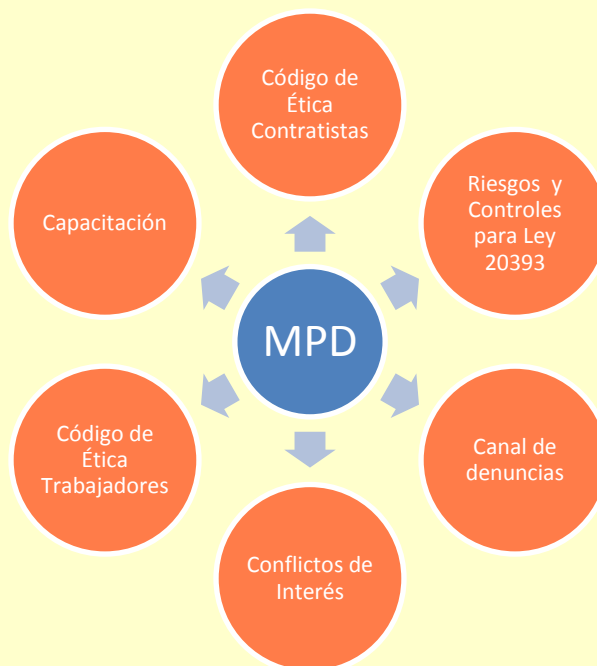 Código de
Ética
Contratistas
Riesgos y
Controles
para Ley
20393
Canal de
denuncias
Conflictos de
Interés
Código de
Ética
Trabajadores
Capacitación
MPD